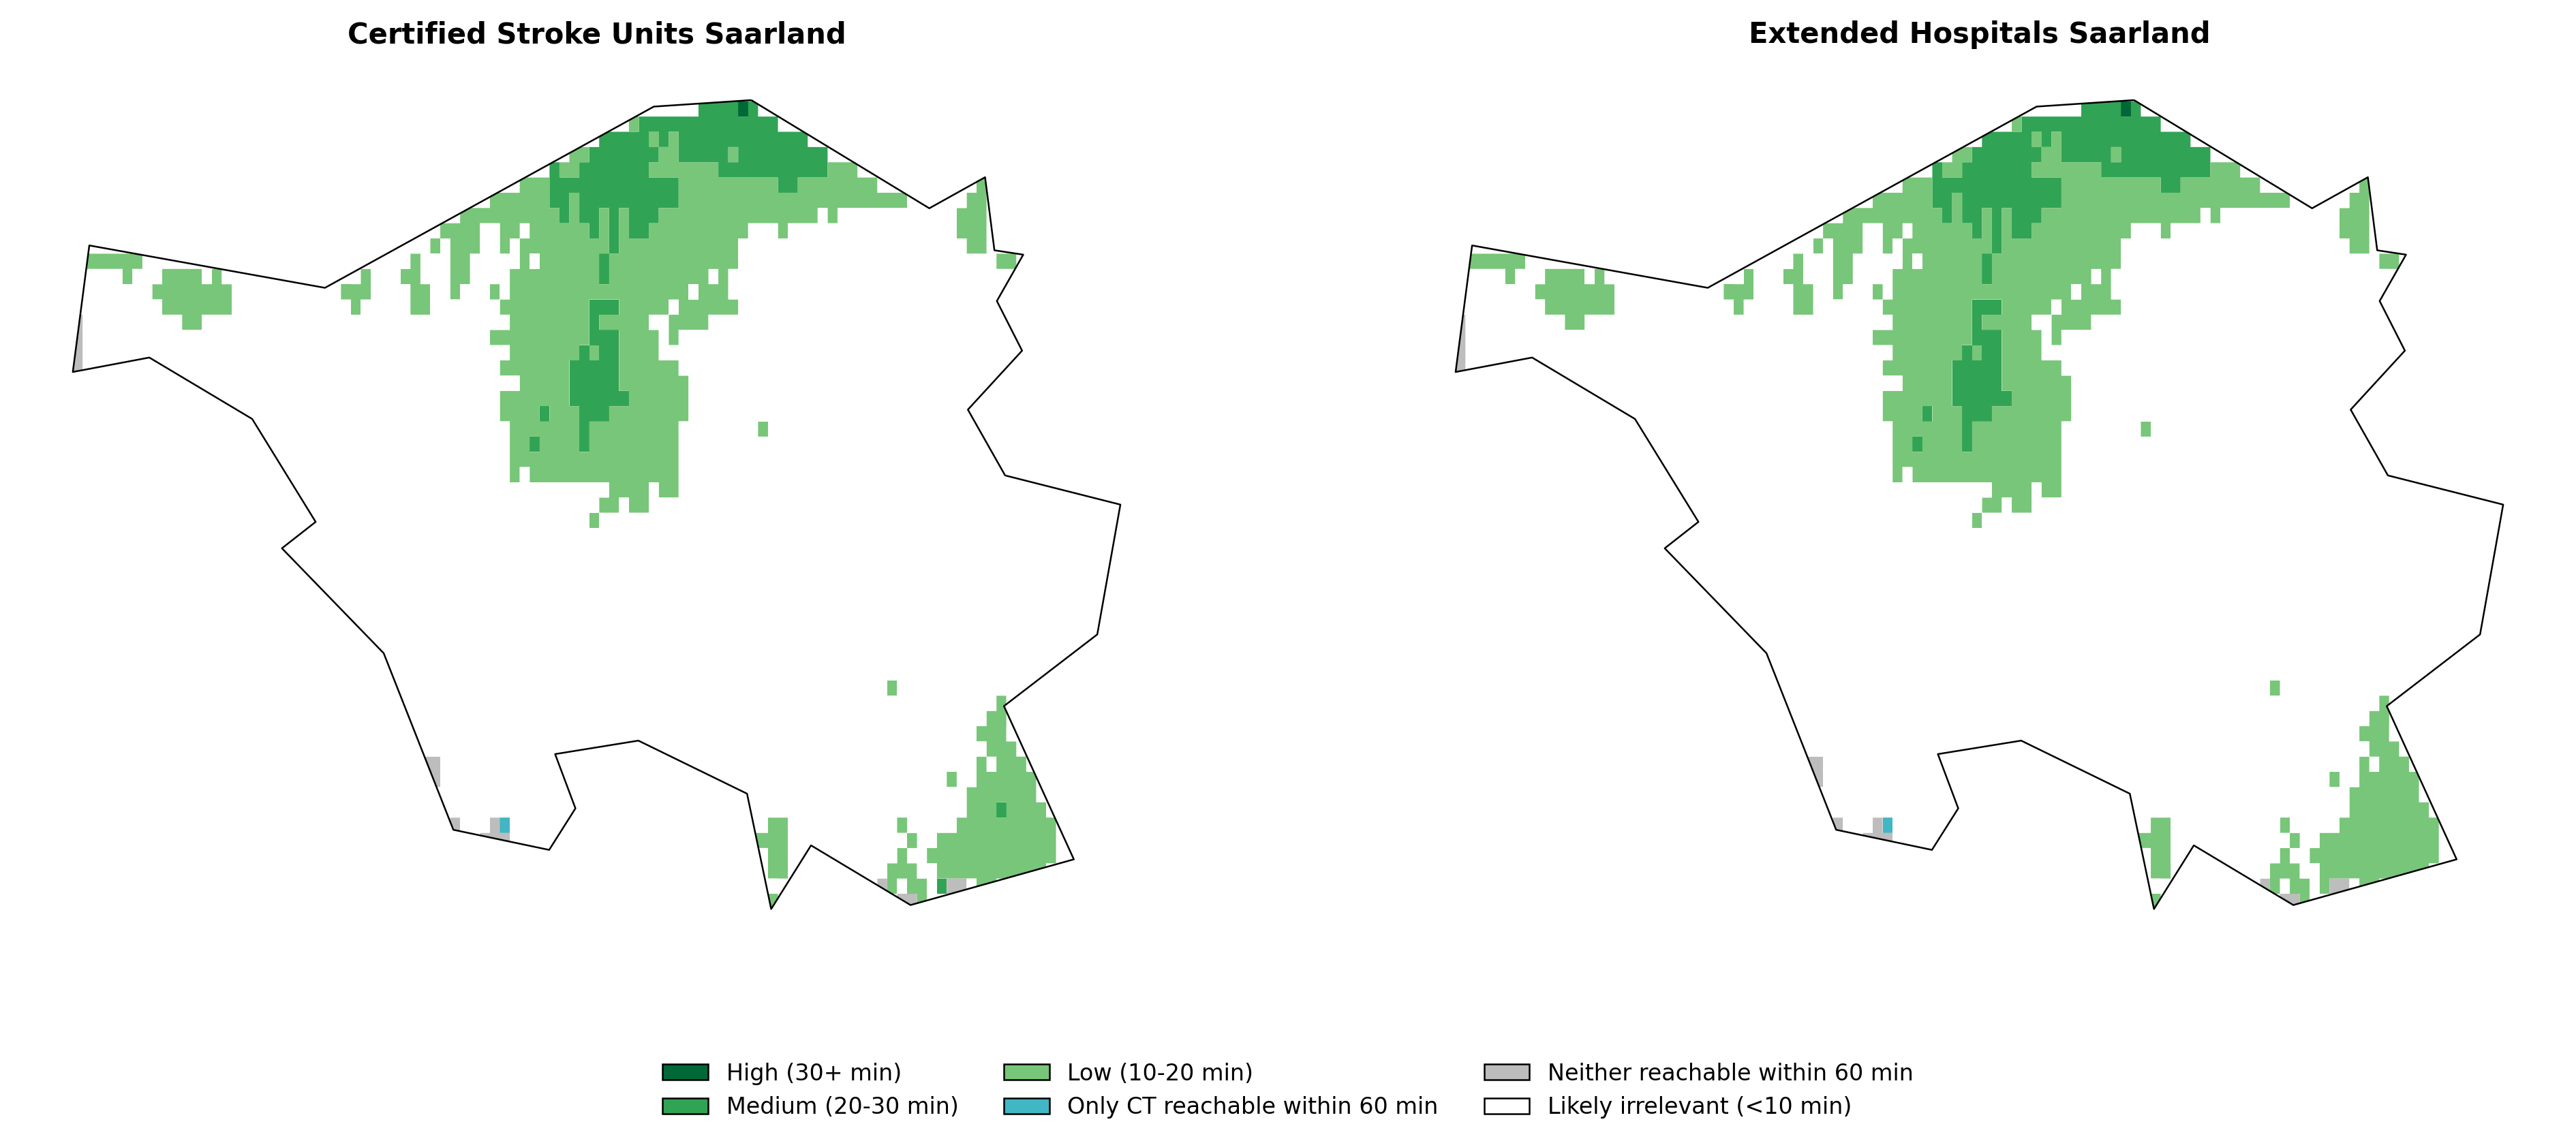 Certified Stroke Units Saarland
Extended Hospitals Saarland
High (30+ min)
Medium (20-30 min)
Low (10-20 min)
Only CT reachable within 60 min
Neither reachable within 60 min
Likely irrelevant (<10 min)